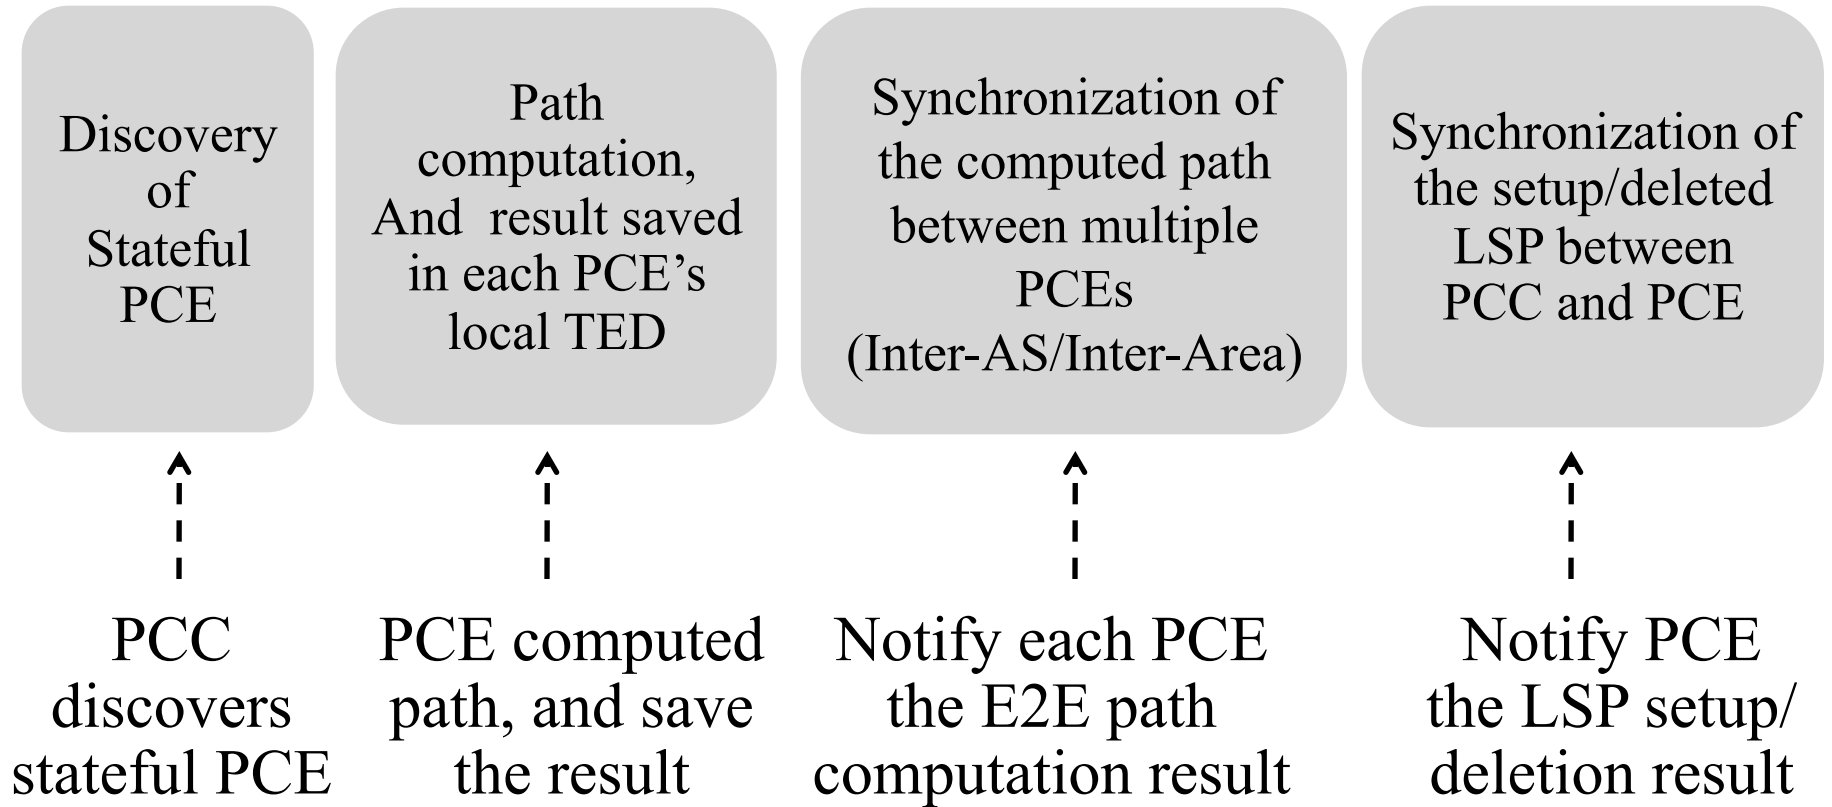 Discovery
of
Stateful
PCE
Path
computation,
And result saved
in each PCE’s
local TED
Synchronization of
the computed path
between multiple
PCEs
(Inter-AS/Inter-Area)
Synchronization of
the setup/deleted
LSP between
PCC and PCE
PCC
discovers
stateful PCE
PCE computed
path, and save
the result
Notify each PCE
the E2E path
computation result
Notify PCE
the LSP setup/
deletion result